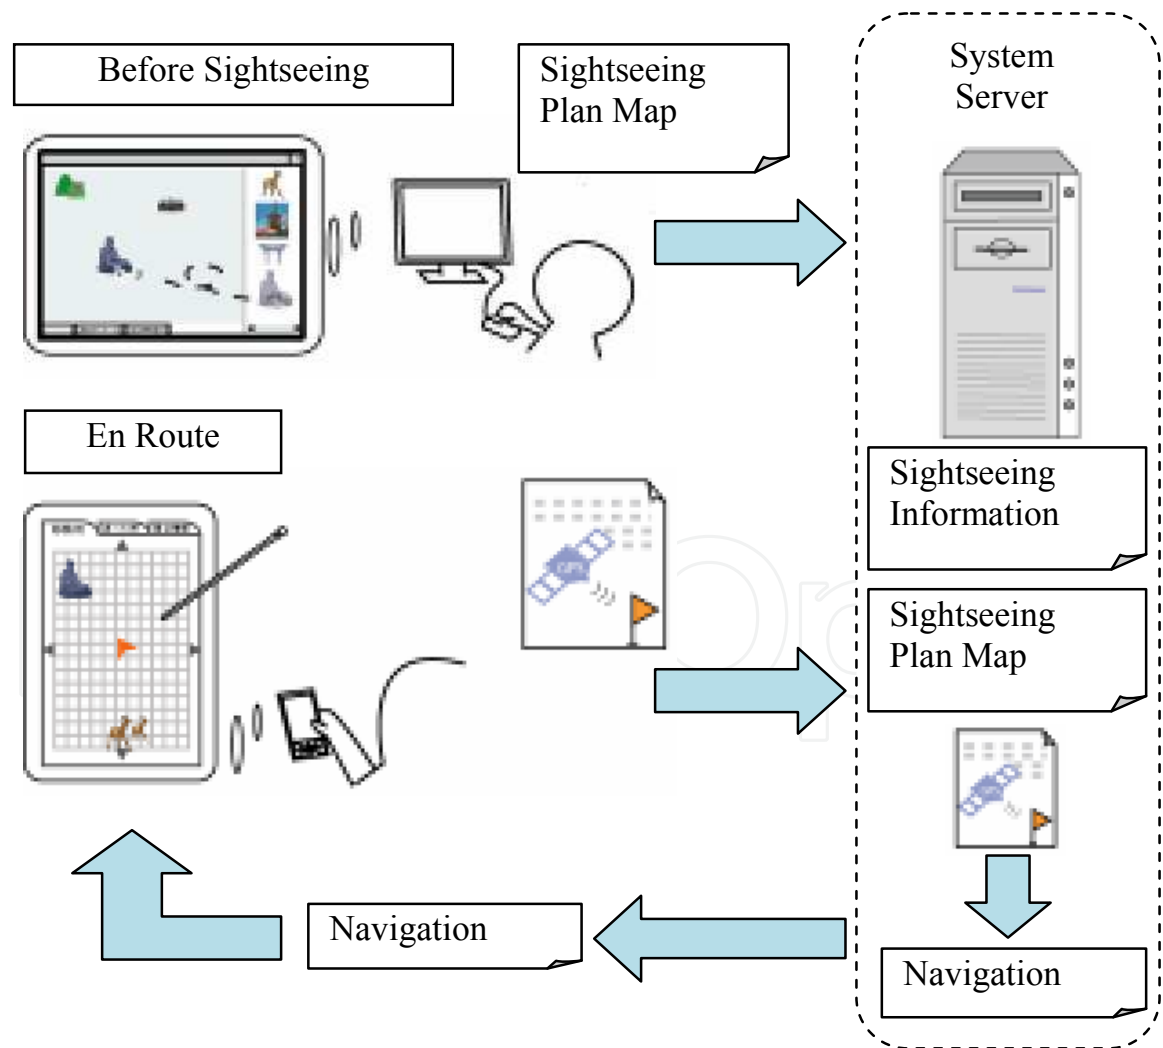 Before Sightseeing
Sightseeing
Plan Map
System
Server
En Route
Sightseeing
Information
Sightseeing
Plan Map
Navigation
Navigation